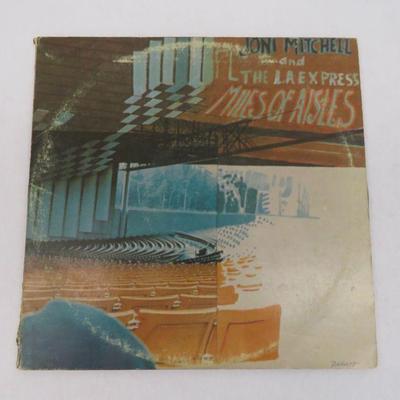 JONI MITCHELL
and
THE L.A EXPRESS
MILES OF AISLES